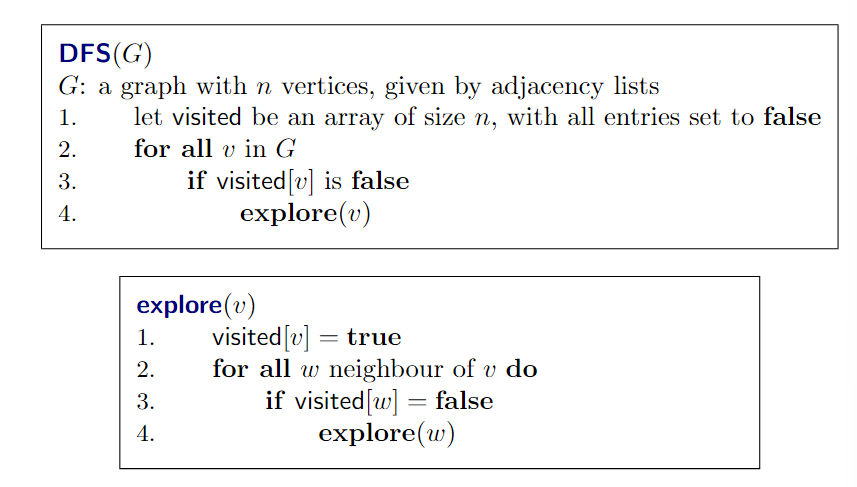 DFS(G)
G: a graph with n vertices, given by adjacency lists
1. let visited be an array of size n, with all entries set to false
2. for all v in G
3. if visited[v] is false
4. explore(v)
explore(v)
1. visited[v] = true
2. for all w neighbour of v do
3. if visited[w] = false
4. explore(w)